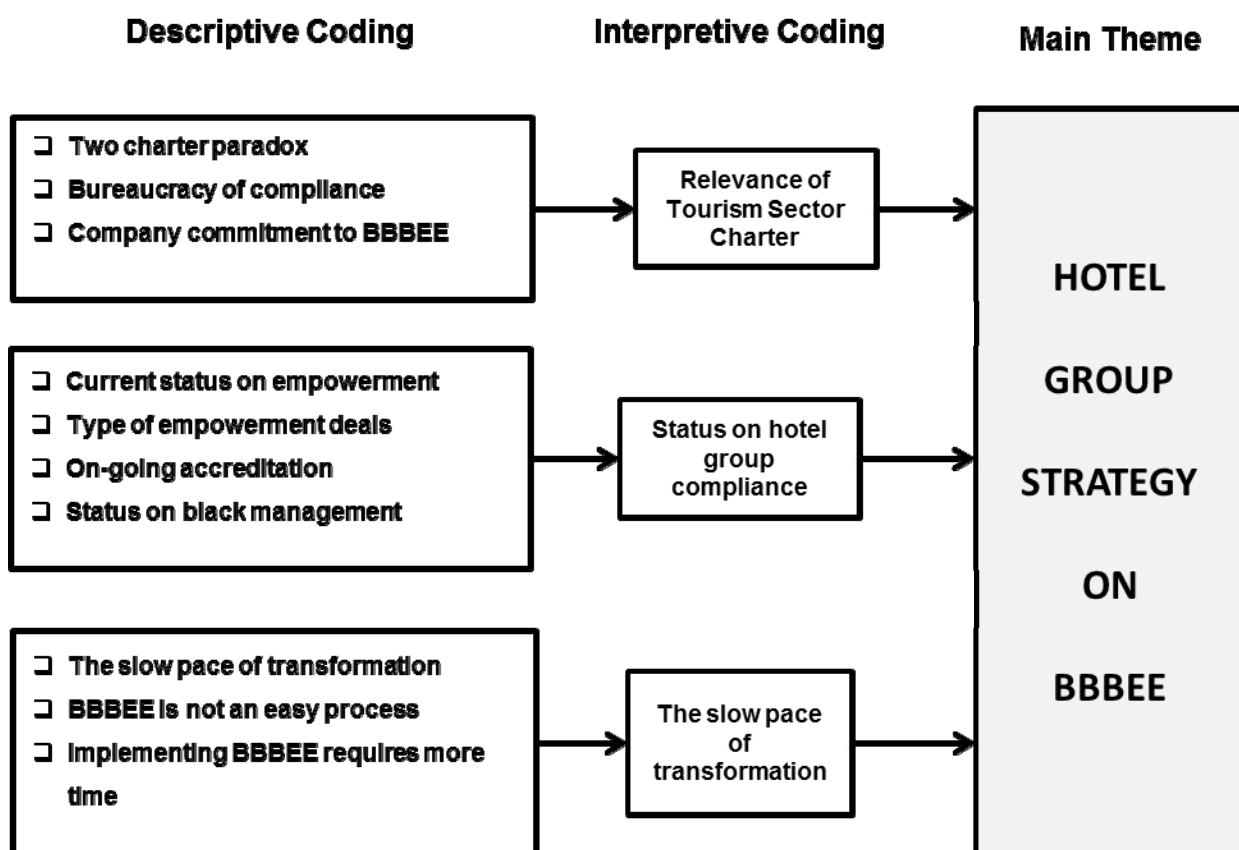 Descriptive Coding
Interpretive Coding
Main Theme
❑ Two charter paradox
❑ Bureaucracy of compliance
❑ Company commitment to BBBEE
Relevance of
Tourism Sector
Charter
❑ Current status on empowerment
❑ Type of empowerment deals
❑ On-going accreditation
❑ Status on black management
Status on hotel
group
compliance
❑ The slow pace of transformation
❑ BBBEE is not an easy process
❑ Implementing BBBEE requires more
time
The slow pace
of
transformation
HOTEL
GROUP
STRATEGY
ON
BBBEE